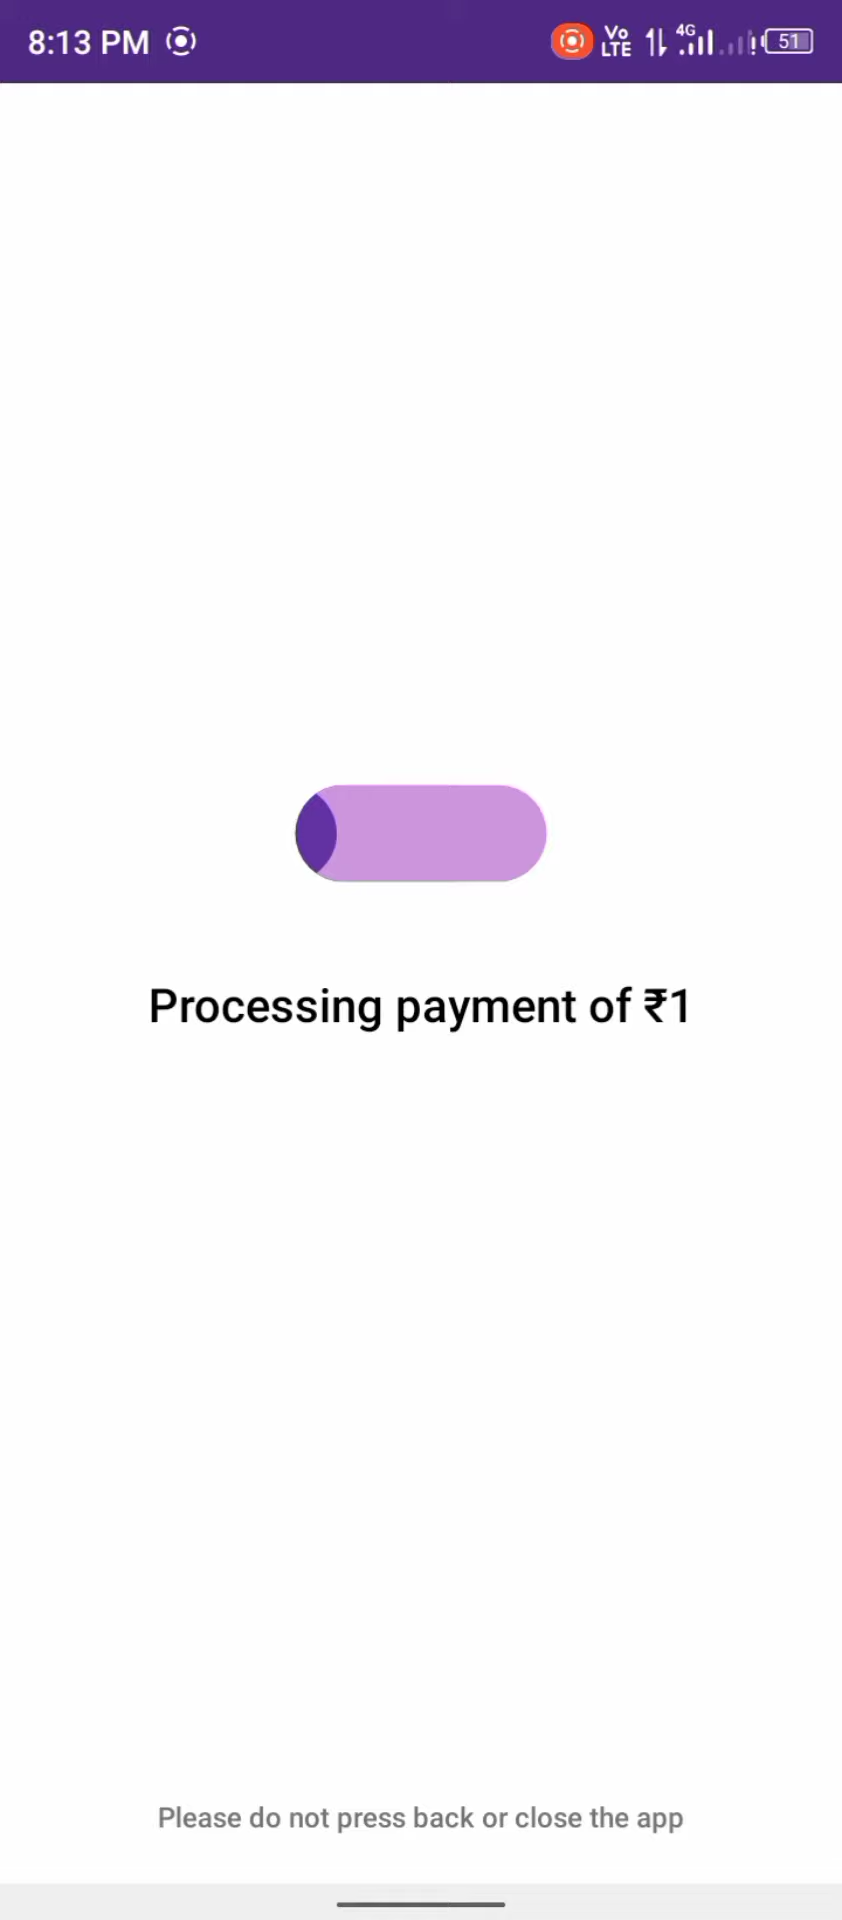 8:13 PM
Vo
LTE
4G
51
Processing payment of ₹1
Please do not press back or close the app